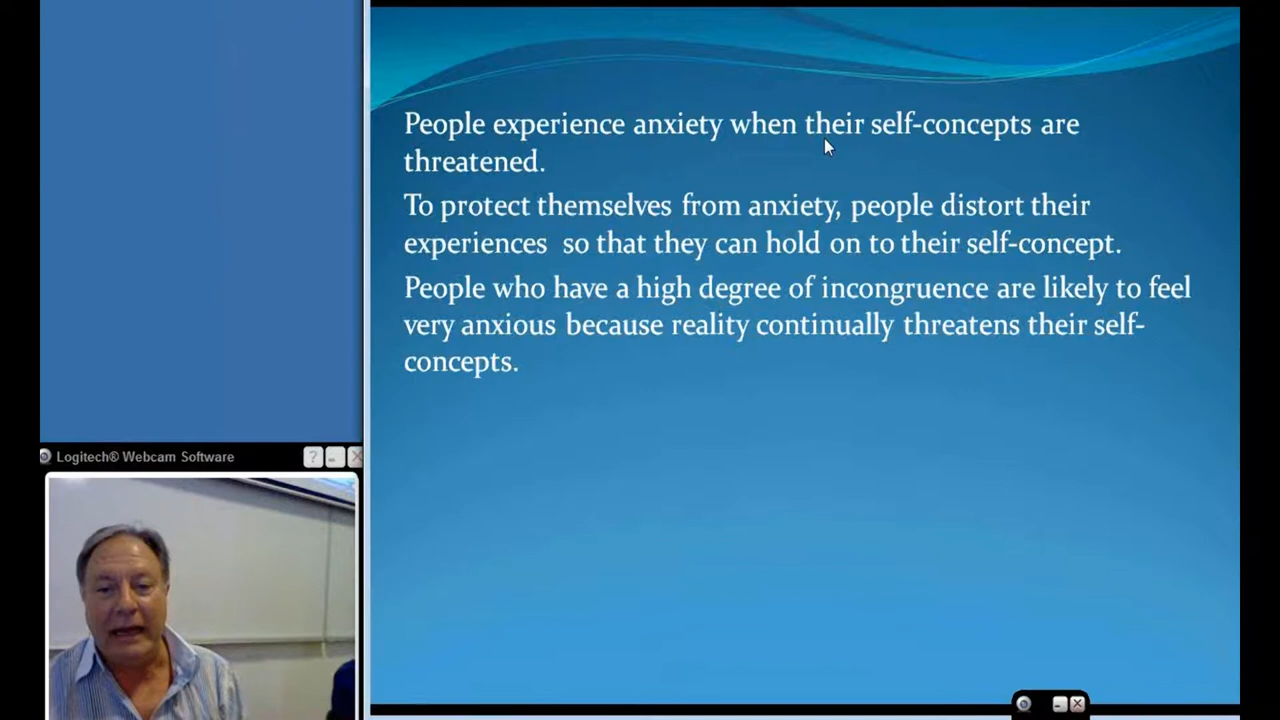 People experience anxiety when their self-concepts are
threatened.
To protect themselves from anxiety, people distort their
experiences so that they can hold on to their self-concept.
People who have a high degree of incongruence are likely to feel
very anxious because reality continually threatens their self-
concepts.
Logitech® Webcam Software
?